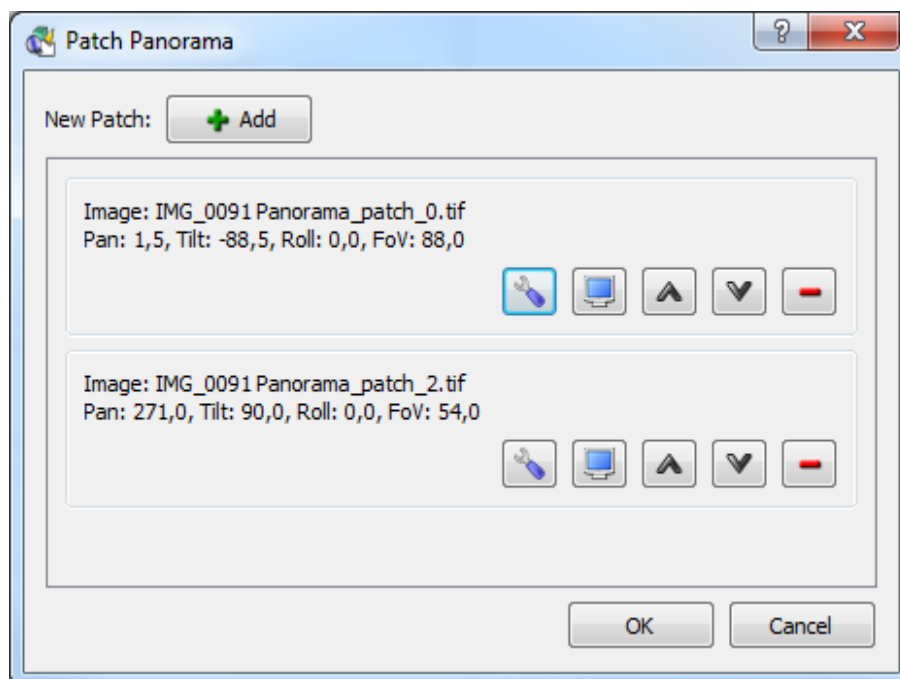 Patch Panorama
New Patch: Add
Image: IMG_0091 Panorama_patch_0.tif
Pan: 1,5, Tilt: -88,5, Roll: 0,0, FoV: 88,0
Image: IMG_0091 Panorama_patch_2.tif
Pan: 271,0, Tilt: 90,0, Roll: 0,0, FoV: 54,0
OK Cancel